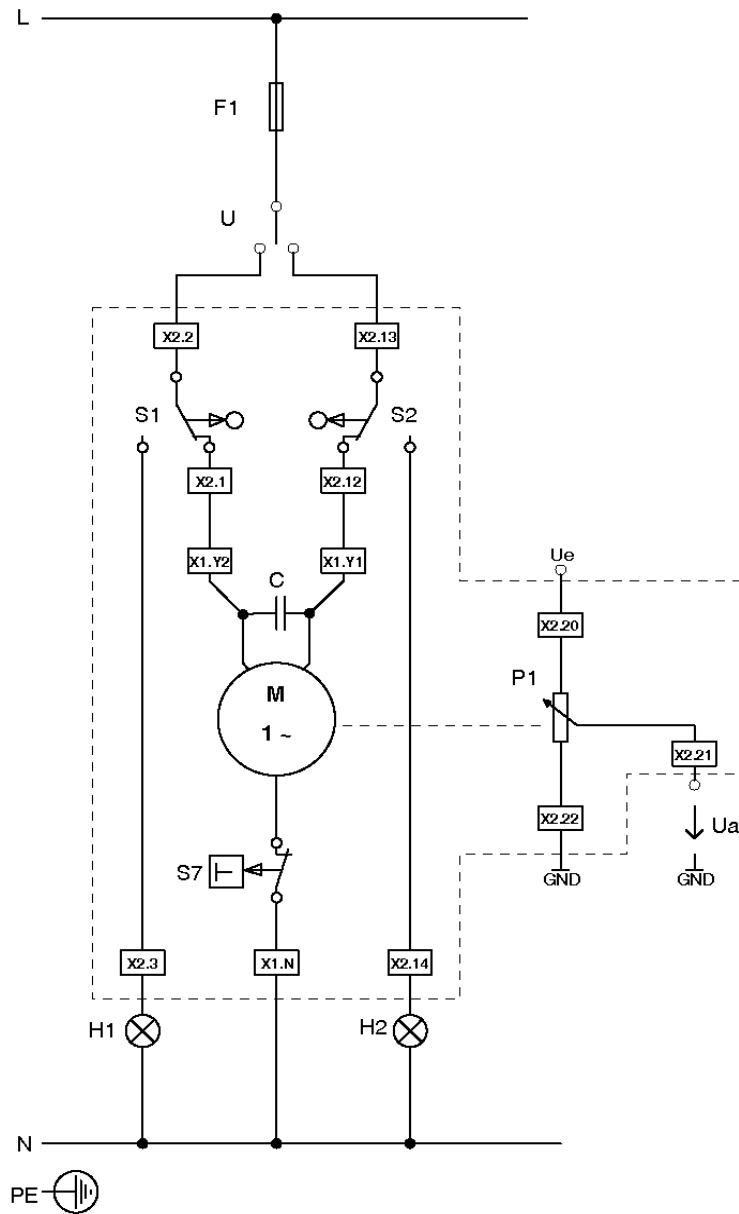 L
F1
U
X2.2
X2.13
S1
S2
X2.1
X2.12
X1.Y2
X1.Y1
C
Ue
X2.20
M
1 ~
P1
X2.21
X2.22
Ua
S7
T
GND
GND
X2.3
X1.N
X2.14
H1
H2
N
PE